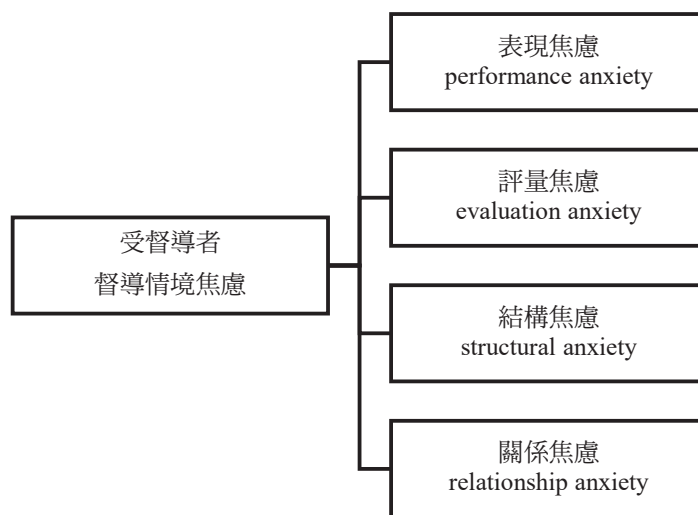 表現焦慮
performance anxiety
評量焦慮
evaluation anxiety
受督導者
督導情境焦慮
結構焦慮
structural anxiety
關係焦慮
relationship anxiety